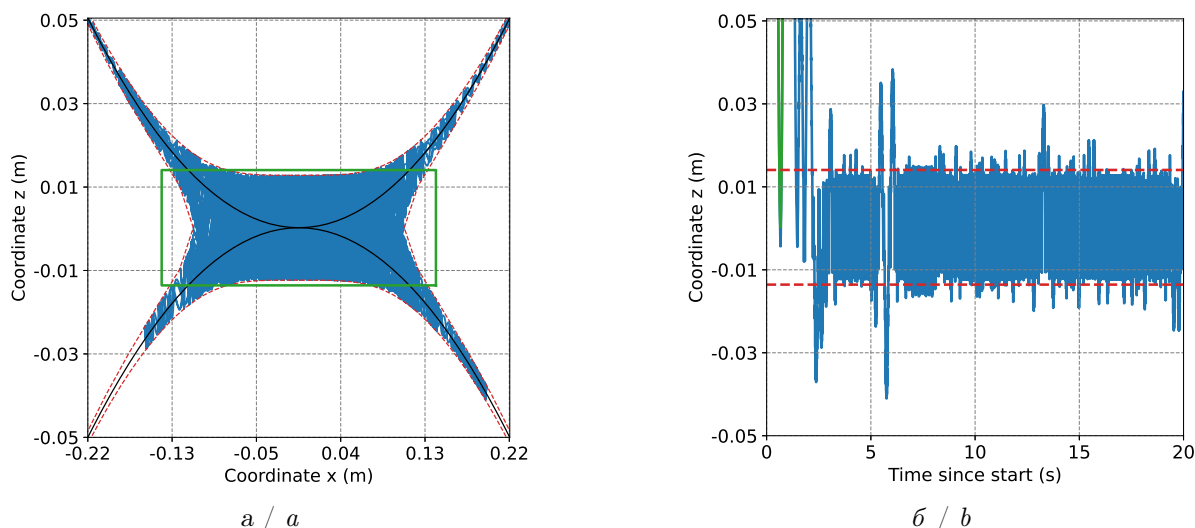 0.05
0.03
0.01
-0.01
-0.03
-0.05
-0.22 -0.13 -0.05 0.04 0.13 0.22
Coordinate x (m)
Coordinate z (m)
а / a
0.05
0.03
0.01
-0.01
-0.03
-0.05
0 5 10 15 20
Time since start (s)
Coordinate z (m)
б / b